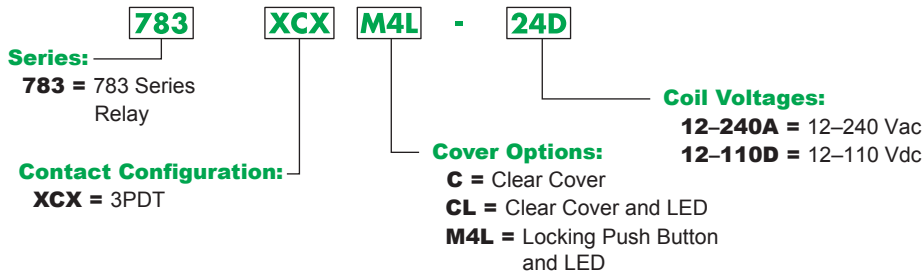 783 XCX M4L - 24D
Series:
783 = 783 Series
Relay
Contact Configuration:
XCX = 3PDT
Cover Options:
C = Clear Cover
CL = Clear Cover and LED
M4L = Locking Push Button
and LED
Coil Voltages:
12–240A = 12–240 Vac
12–110D = 12–110 Vdc